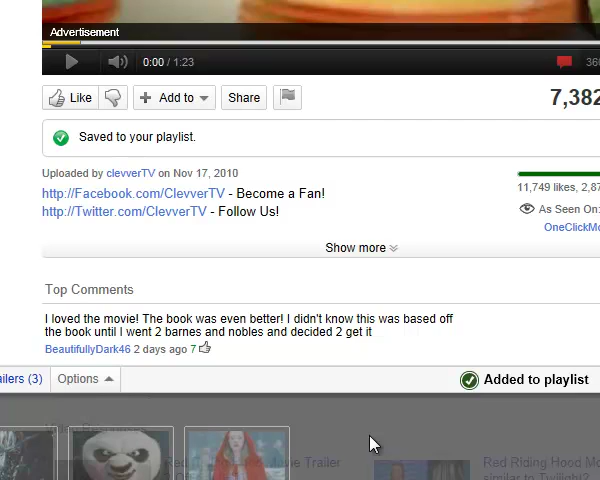 Advertisement
0:00 / 1:23
Like
Add to
Share
7,382
Saved to your playlist.
Uploaded by clevverTV on Nov 17, 2010
http://Facebook.com/ClevverTV - Become a Fan!
http://Twitter.com/ClevverTV - Follow Us!
11,749 likes, 2,87
As Seen On:
OneClickMo
Show more
Top Comments
I loved the movie! The book was even better! I didn't know this was based off
the book until I went 2 barnes and nobles and decided 2 get it
BeautifullyDark46 2 days ago 7
ailers (3) Options
Added to playlist
Red Riding Hood Mo
similar to Twilight?